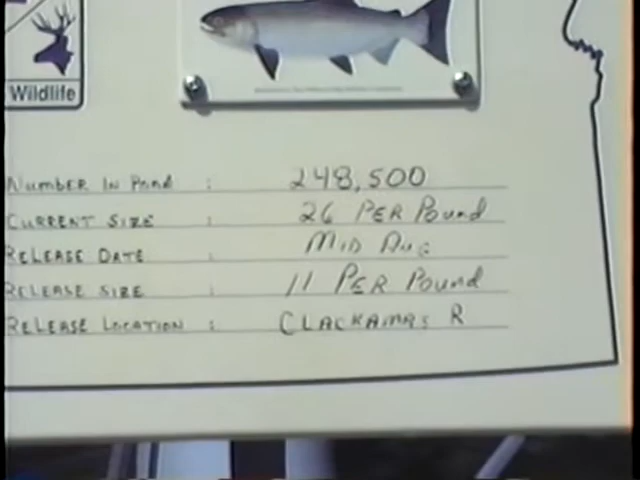 Wildlife
Number In Pond : 248,500
Current Size : 26 Per Pound
Release Date : Mid Aug
Release Size : 11 Per Pound
Release Location : Clackamas R